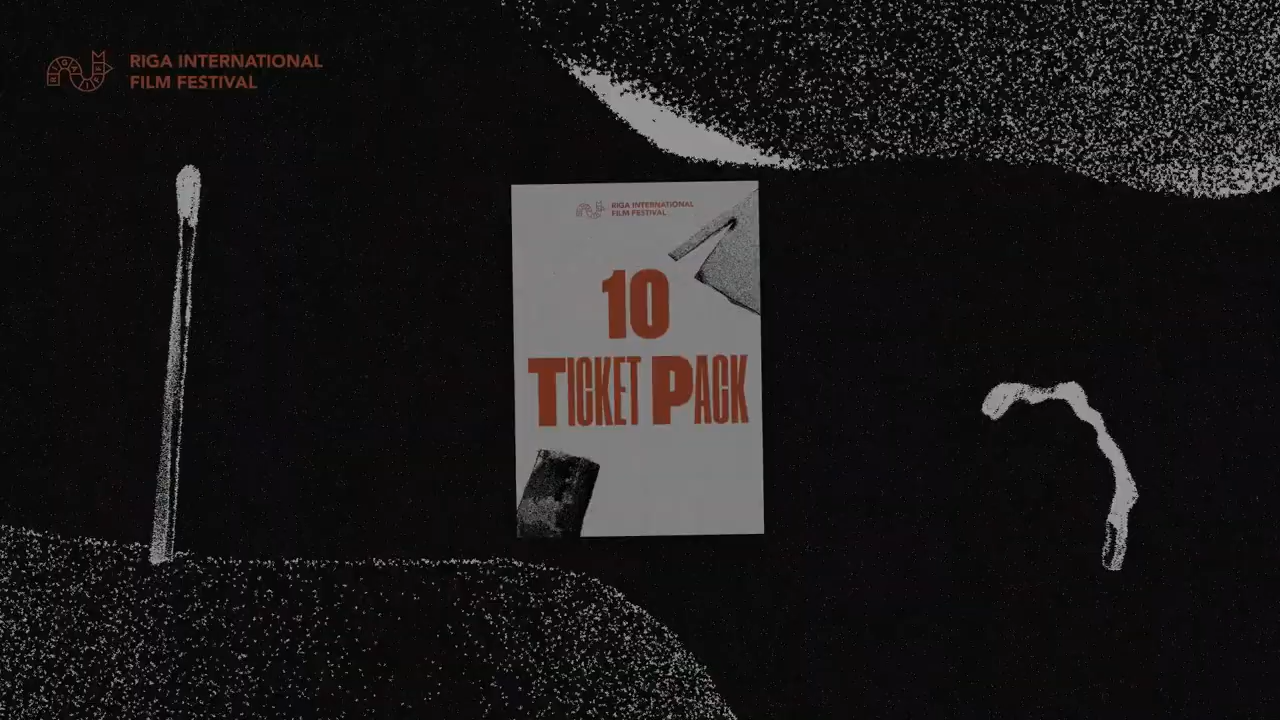 RIGA INTERNATIONAL
FILM FESTIVAL
RIGA INTERNATIONAL
FILM FESTIVAL
10
TICKET PACK